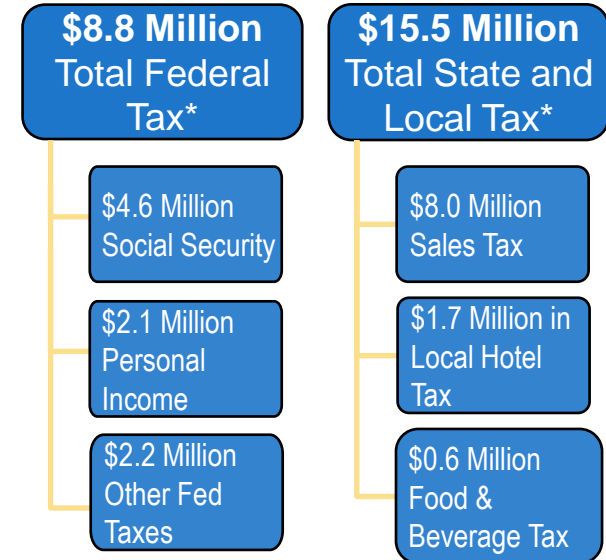 $8.8 Million
Total Federal
Tax*
$4.6 Million
Social Security
$2.1 Million
Personal
Income
$2.2 Million
Other Fed
Taxes
$15.5 Million
Total State and
Local Tax*
$8.0 Million
Sales Tax
$1.7 Million in
Local Hotel
Tax
$0.6 Million
Food &
Beverage Tax